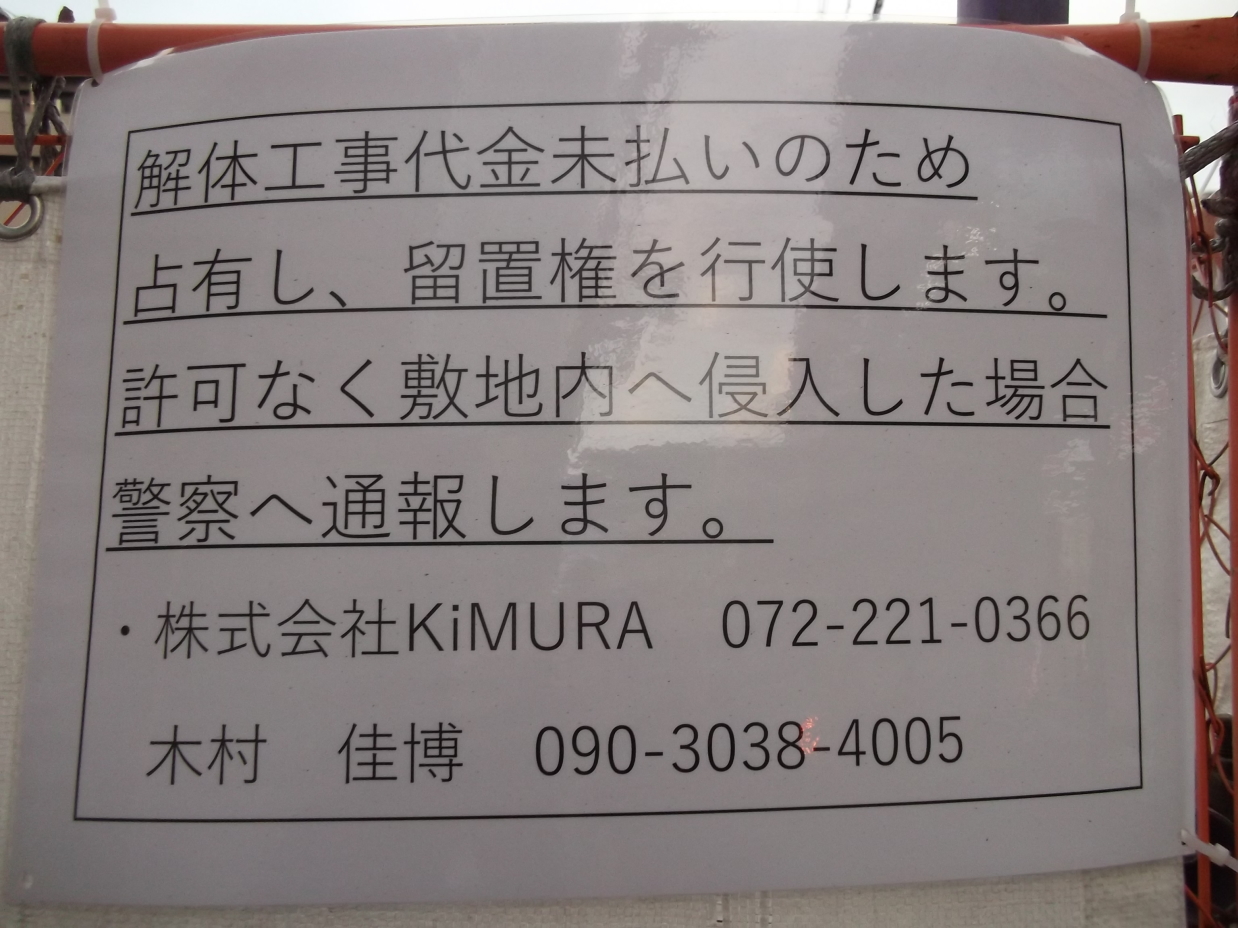 解体工事代金未払いのため
占有し、留置権を行使します。
許可なく敷地内へ侵入した場合
警察へ通報します。
・株式会社KiMURA　072-221-0366
木村　佳博　090-3038-4005